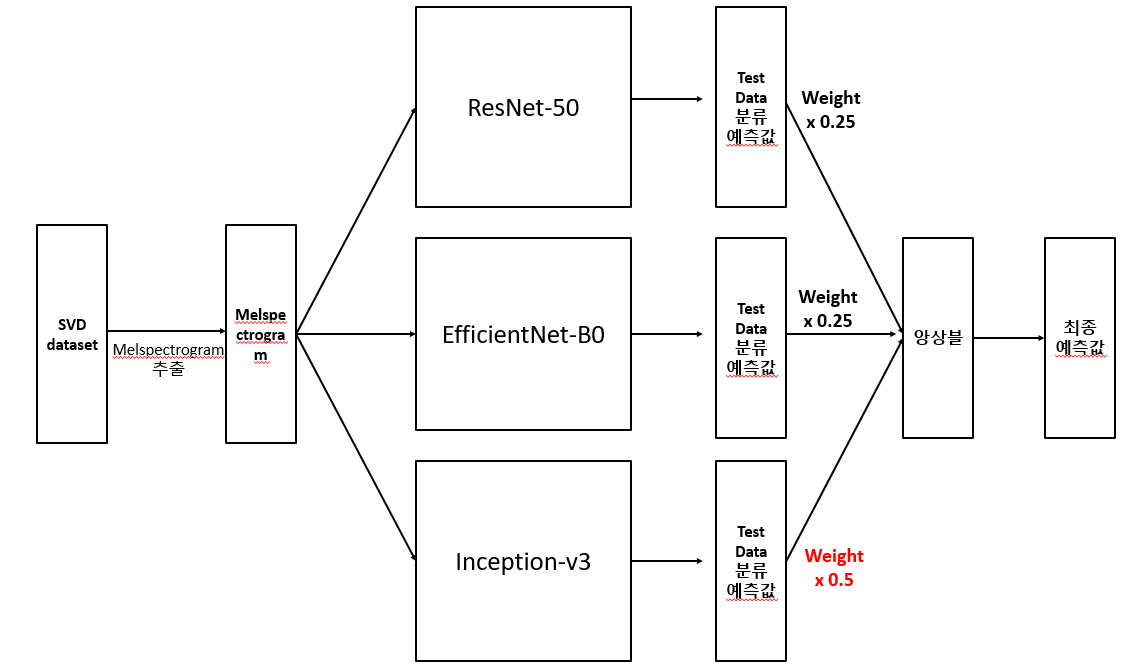 SVD
dataset
Melspectrogram
추출
Melspe
ctrogra
m
ResNet-50
Test
Data
분류
예측값
Weight
x 0.25
EfficientNet-B0
Test
Data
분류
예측값
Weight
x 0.25
Inception-v3
Test
Data
분류
예측값
Weight
x 0.5
앙상블
최종
예측값